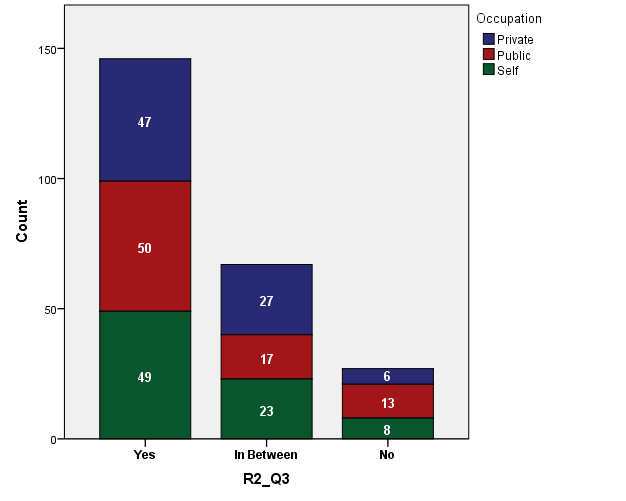 Occupation
Private
Public
Self
150
100
50
0
Count
47
50
49
27
17
23
6
13
8
Yes
In Between
No
R2_Q3